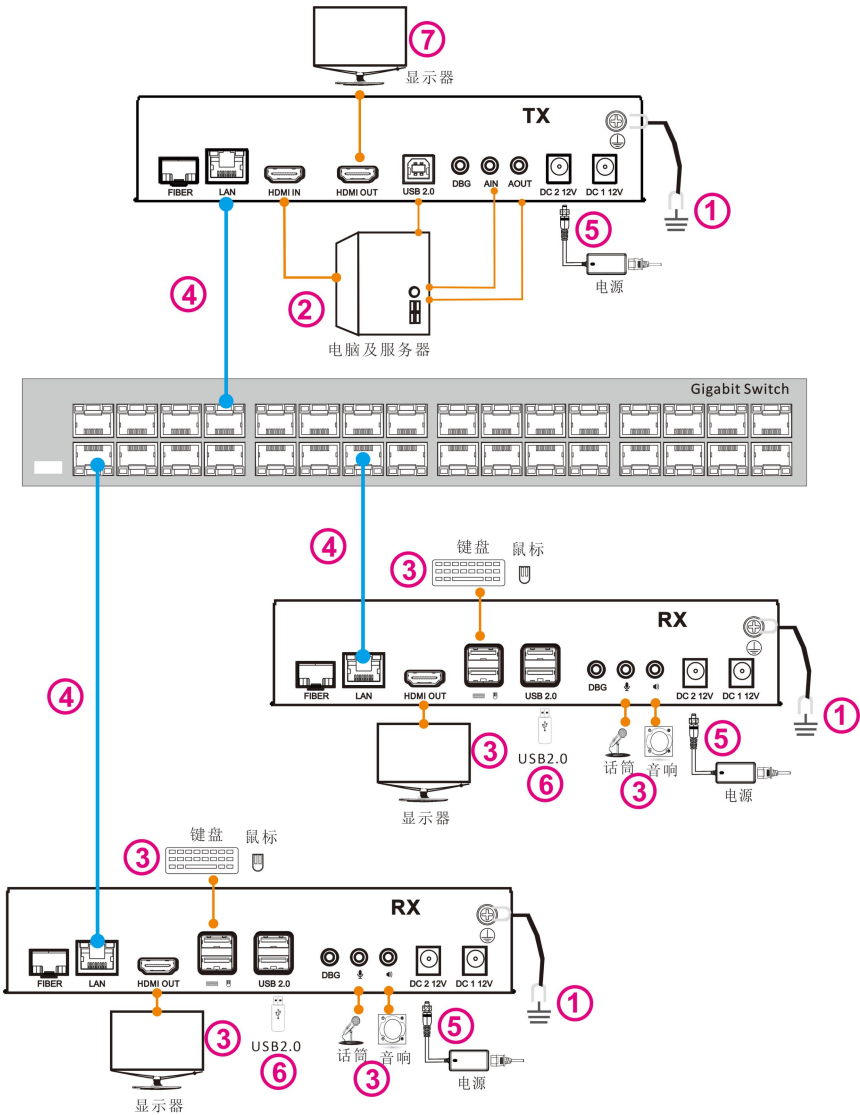 ⑦
显示器
TX
FIBER LAN HDMI IN HDMI OUT USB 2.0 DBG AIN AOUT DC 2 12V DC 1 12V
①
⑤
电源
④
②
电脑及服务器
Gigabit Switch
④
③
键盘 鼠标
RX
FIBER LAN HDMI OUT USB 2.0 DBG DC 2 12V DC 1 12V
④
①
③
USB2.0
⑥
话筒 音响
③
⑤
电源
显示器
③
键盘 鼠标
RX
FIBER LAN HDMI OUT USB 2.0 DBG DC 2 12V DC 1 12V
①
③
USB2.0
⑥
话筒 音响
③
⑤
电源
显示器